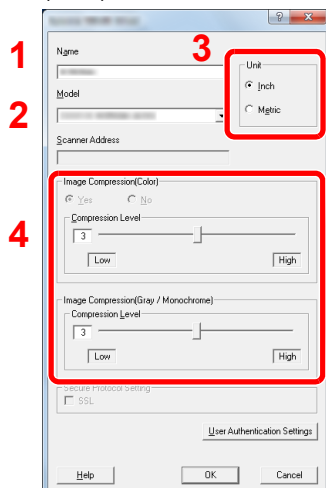 1
Name
3
Unit
Inch
Metric
2
Model
Scanner Address
4
Image Compression(Color)
Yes No
Compression Level
3
Low High
Image Compression(Gray / Monochrome)
Compression Level
3
Low High
Secure Protocol Setting
SSL
User Authentication Settings
Help OK Cancel